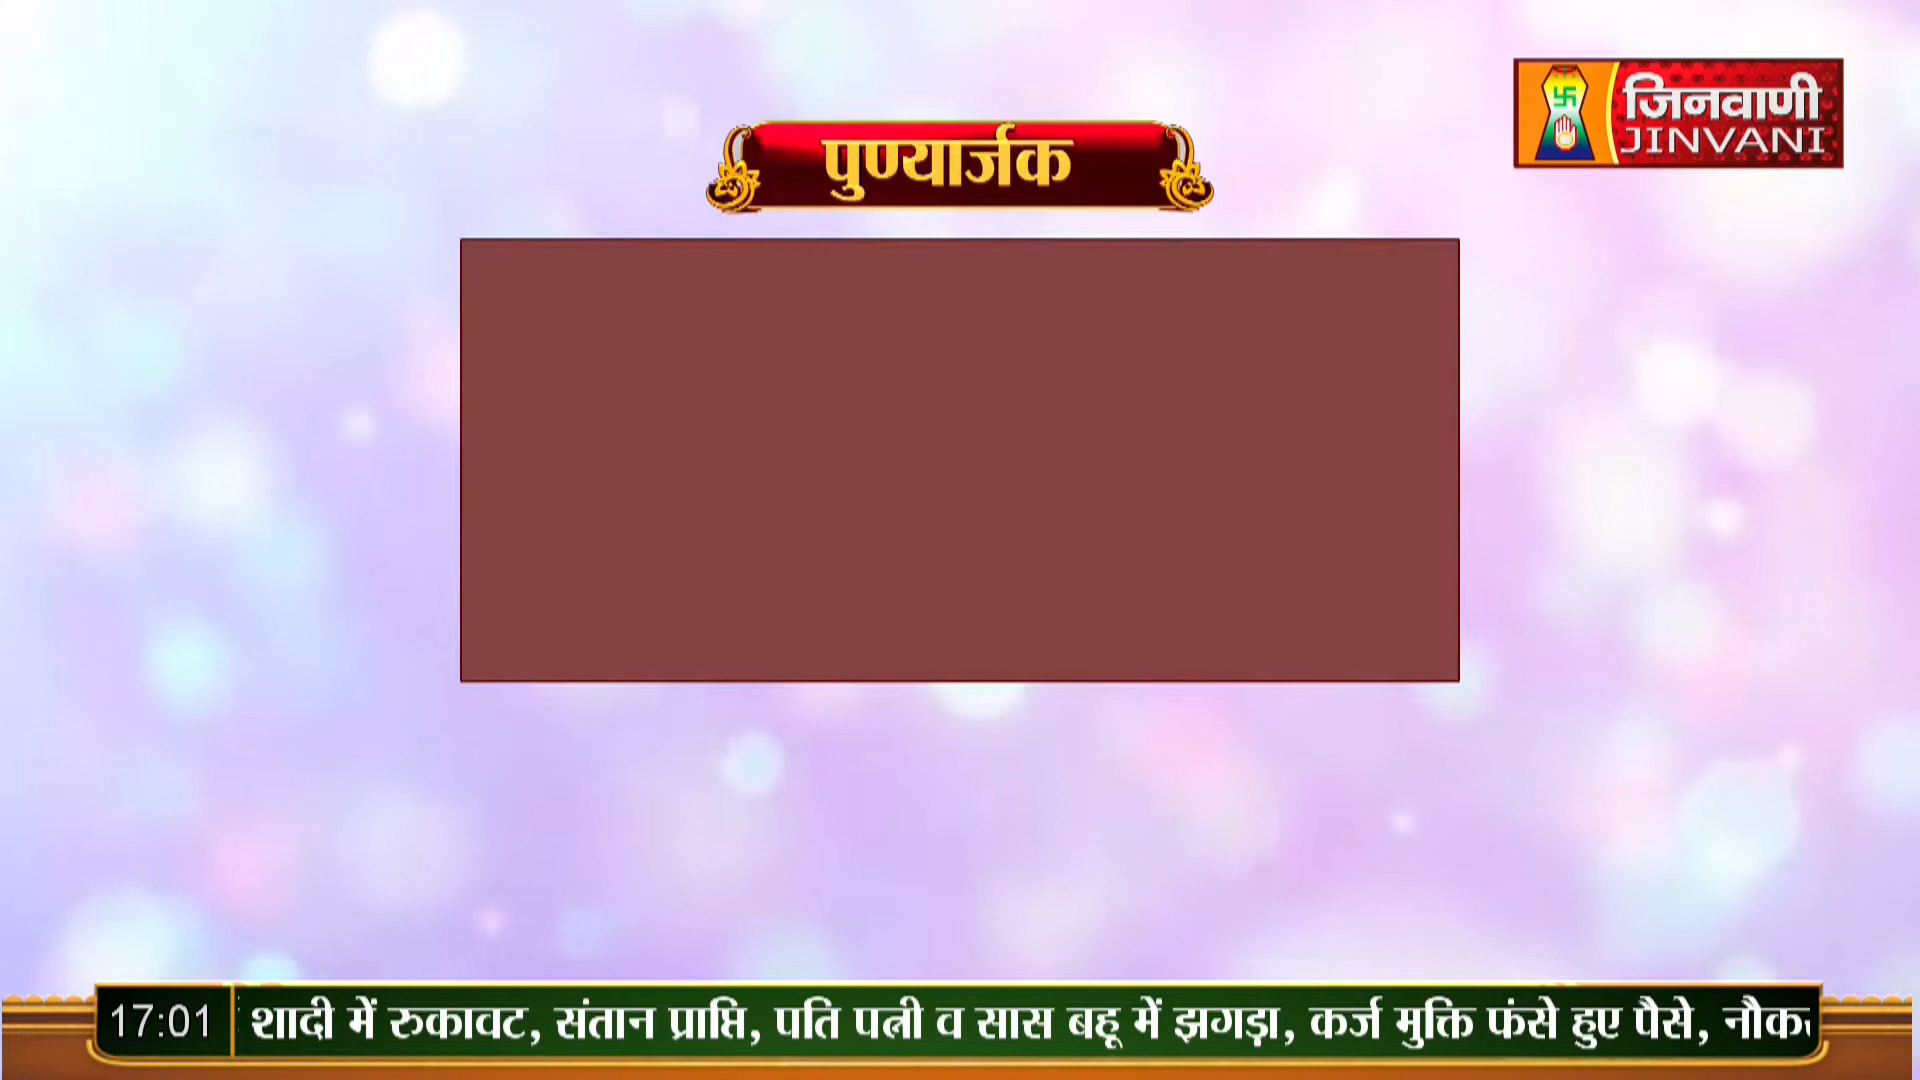 जिनवाणी
JINVANI
पुण्यार्जक
17:01
शादी में रुकावट, संतान प्राप्ति, पति पत्नी व सास बहू में झगड़ा, कर्ज मुक्ति फंसे हुए पैसे,